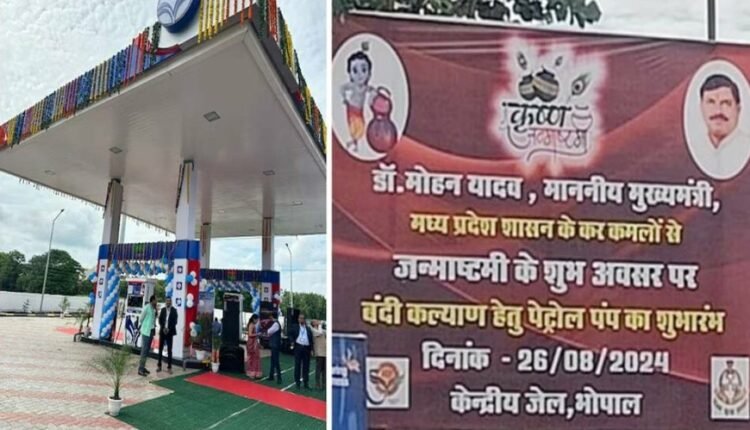 कृष्ण
जन्माष्टमी
डॉ.मोहन यादव , माननीय मुख्यमंत्री,
मध्य प्रदेश शासन के कर कमलों से
जन्माष्टमी के शुभ अवसर पर
बंदी कल्याण हेतु पेट्रोल पंप का शुभारंभ
दिनांक - 26/08/2024
केन्द्रीय जेल,भोपाल